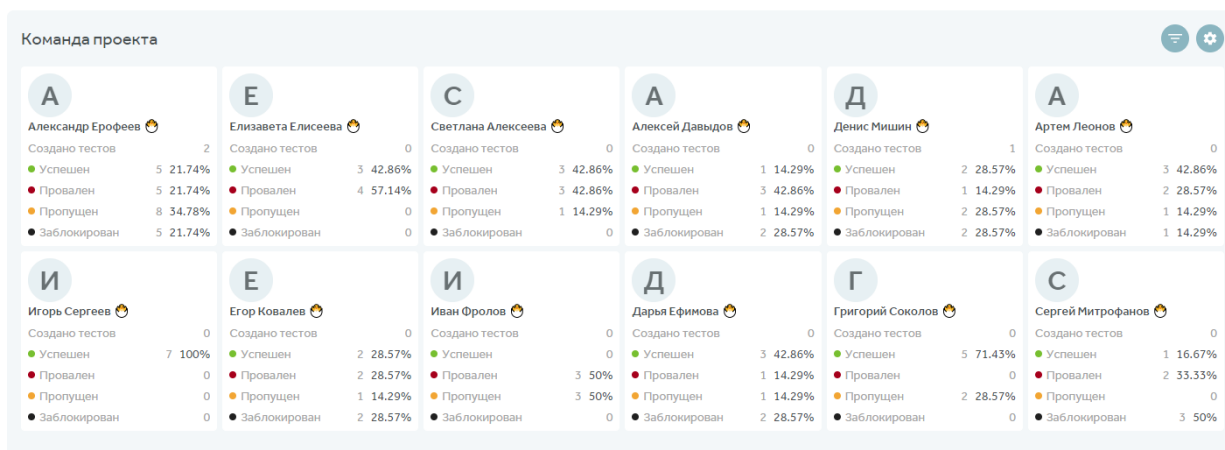 Команда проекта
А Е С А Д А
Александр Ерофеев Елизавета Елисеева Светлана Алексеева Алексей Давыдов Денис Мишин Артем Леонов
Создано тестов 2 Создано тестов 0 Создано тестов 0 Создано тестов 0 Создано тестов 1 Создано тестов 0
Успешен 5 21.74% Успешен 3 42.86% Успешен 3 42.86% Успешен 1 14.29% Успешен 2 28.57% Успешен 3 42.86%
Провален 5 21.74% Провален 4 57.14% Провален 3 42.86% Провален 3 42.86% Провален 1 14.29% Провален 2 28.57%
Пропущен 8 34.78% Пропущен 0 Пропущен 1 14.29% Пропущен 1 14.29% Пропущен 2 28.57% Пропущен 1 14.29%
Заблокирован 5 21.74% Заблокирован 0 Заблокирован 0 Заблокирован 2 28.57% Заблокирован 2 28.57% Заблокирован 1 14.29%
И Е И Д Г С
Игорь Сергеев Егор Ковалев Иван Фролов Дарья Ефимова Григорий Соколов Сергей Митрофанов
Создано тестов 0 Создано тестов 0 Создано тестов 0 Создано тестов 0 Создано тестов 0 Создано тестов 0
Успешен 7 100% Успешен 2 28.57% Успешен 0 Успешен 3 42.86% Успешен 5 71.43% Успешен 1 16.67%
Провален 0 Провален 2 28.57% Провален 3 50% Провален 1 14.29% Провален 0 Провален 2 33.33%
Пропущен 0 Пропущен 1 14.29% Пропущен 3 50% Пропущен 1 14.29% Пропущен 2 28.57% Пропущен 0
Заблокирован 0 Заблокирован 2 28.57% Заблокирован 0 Заблокирован 2 28.57% Заблокирован 0 Заблокирован 3 50%